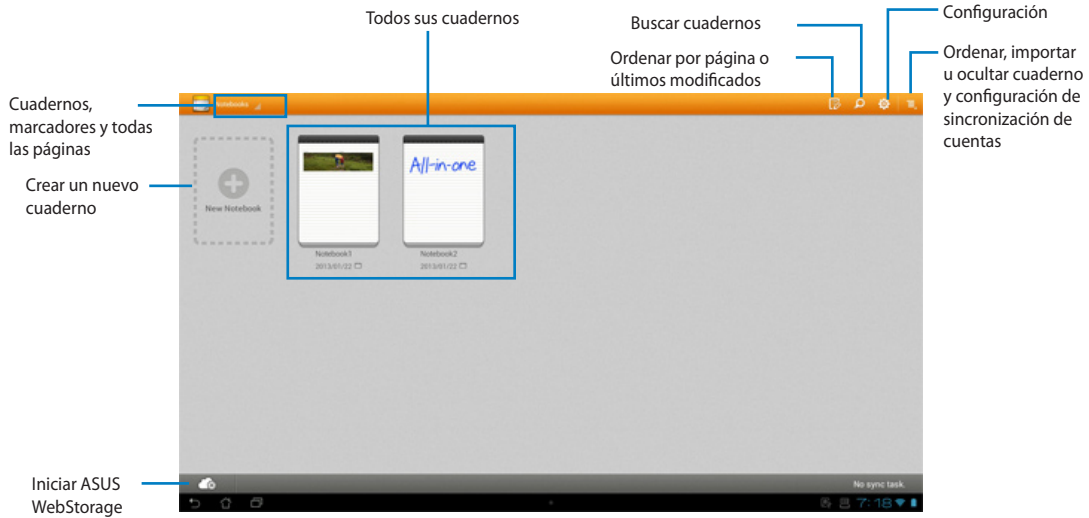 Todos sus cuadernos
Buscar cuadernos
Configuración
Ordenar por página o
últimos modificados
Ordenar, importar
u ocultar cuaderno
y configuración de
sincronización de
cuentas
Cuadernos,
marcadores y todas
las páginas
Notebooks
Crear un nuevo
cuaderno
New Notebook
All-in-one
Notebook1
2013/01/22
Notebook2
2013/01/22
Iniciar ASUS
WebStorage
No sync task.
7:18